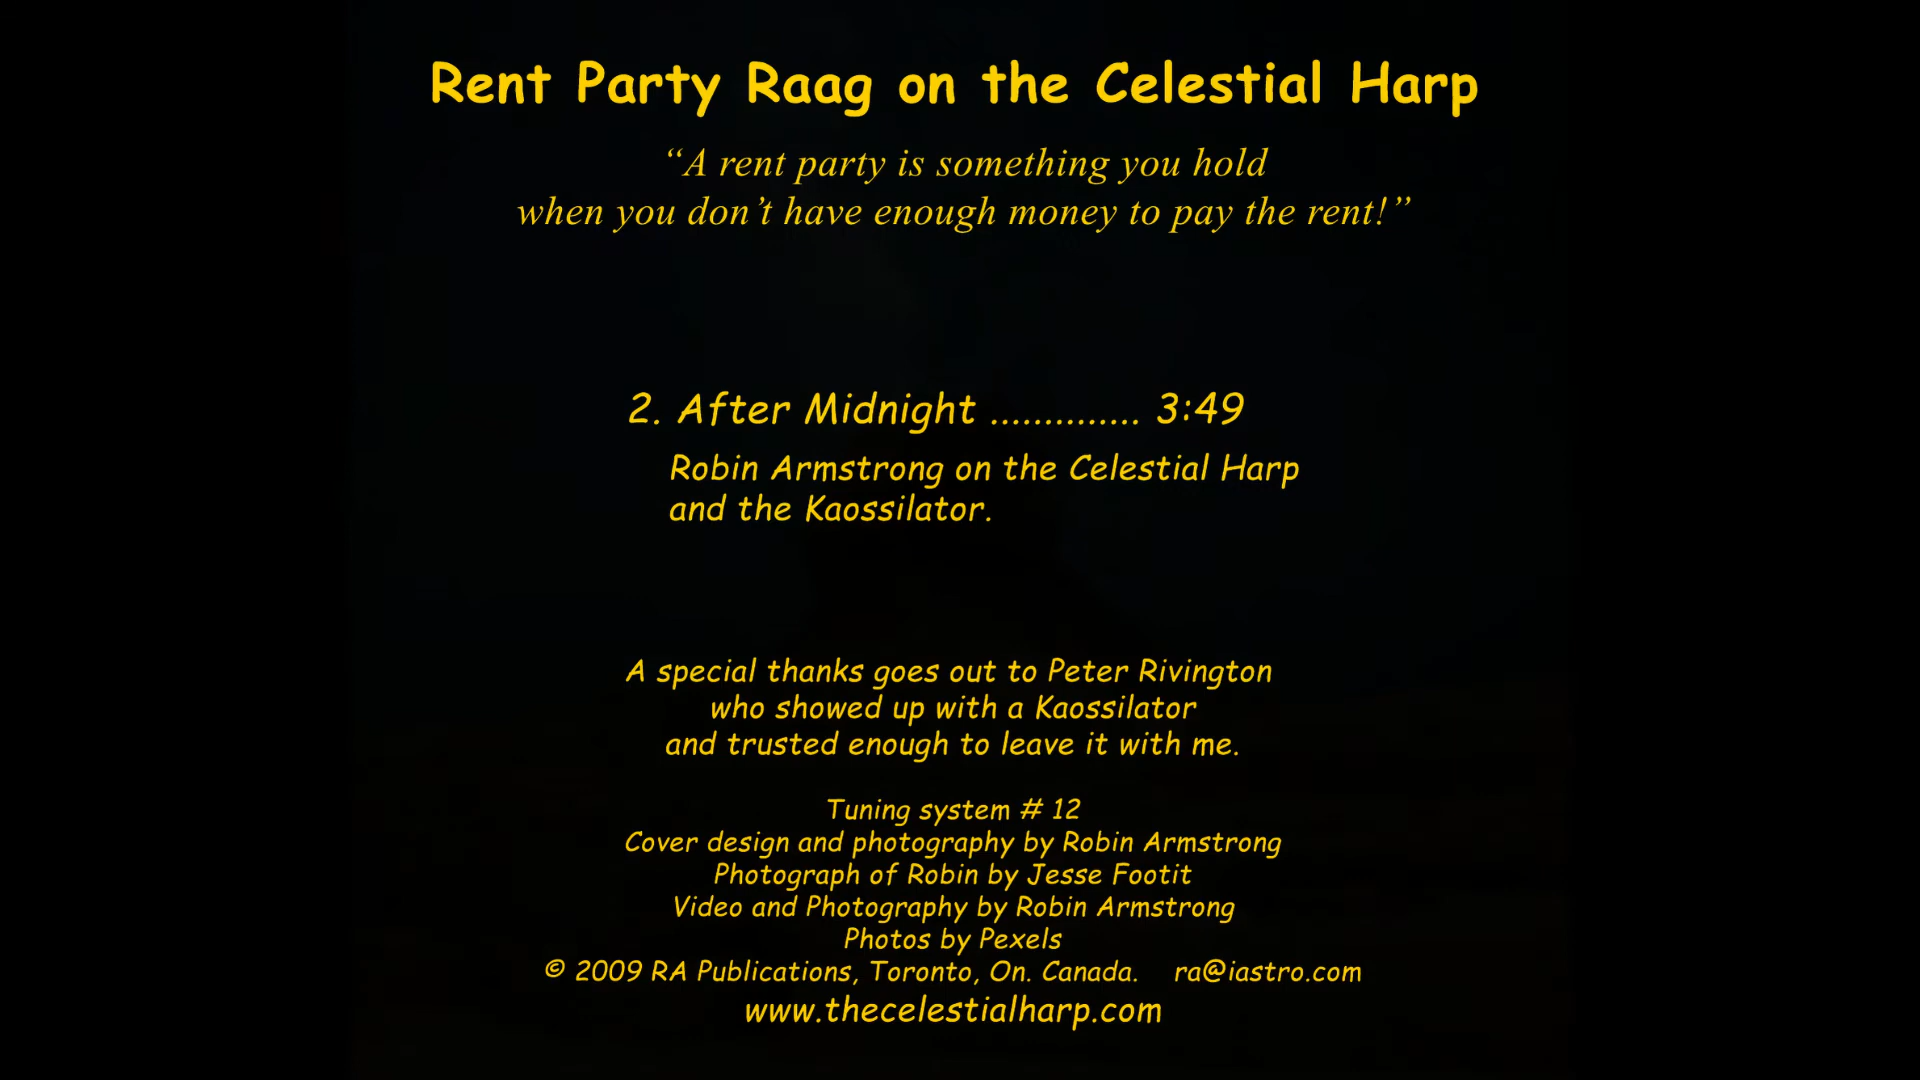 Rent Party Raag on the Celestial Harp
“A rent party is something you hold
when you don’t have enough money to pay the rent!”
2. After Midnight .............. 3:49
Robin Armstrong on the Celestial Harp
and the Kaossilator.
A special thanks goes out to Peter Rivington
who showed up with a Kaossilator
and trusted enough to leave it with me.
Tuning system # 12
Cover design and photography by Robin Armstrong
Photograph of Robin by Jesse Footit
Video and Photography by Robin Armstrong
Photos by Pexels
© 2009 RA Publications, Toronto, On. Canada. ra@iastro.com
www.thecelestialharp.com